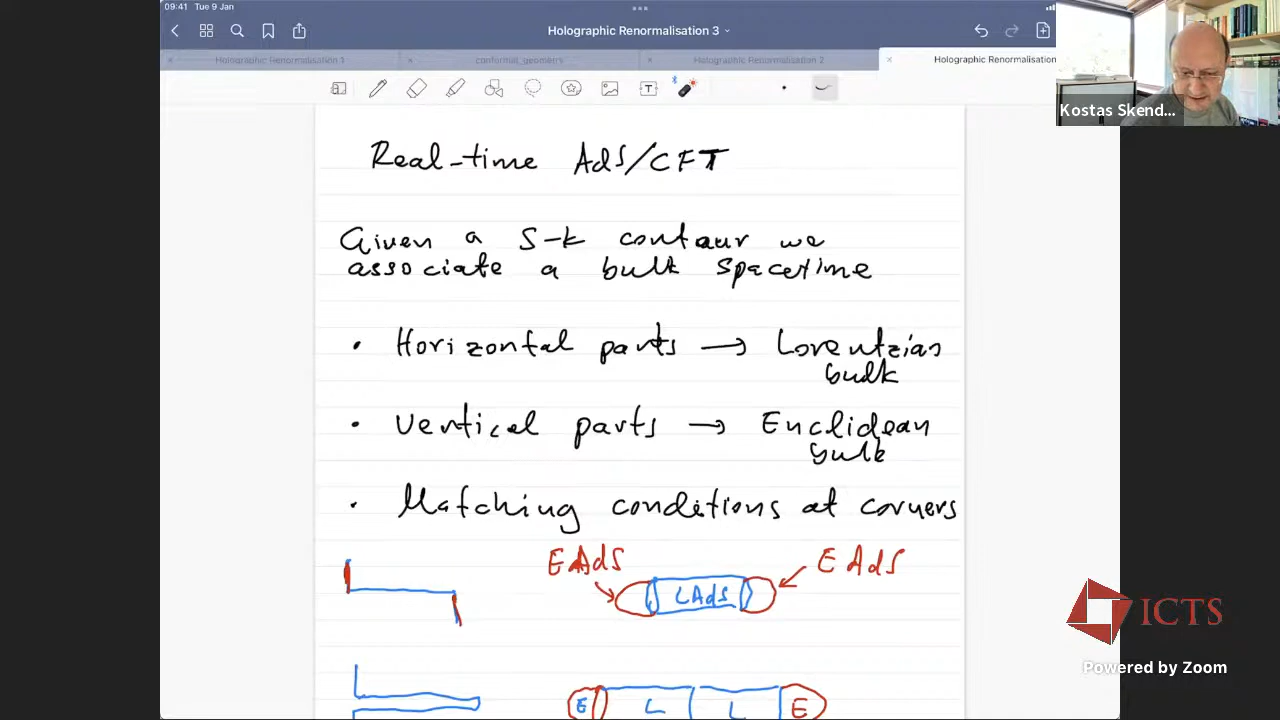 09:41 Tue 9 Jan
Holographic Renormalisation 3
Holographic Renormalisation 1
conformal_geometry
Holographic Renormalisation 2
Holographic Renormalisation
Kostas Skend...
Real-time AdS/CFT
Given a S-K contour we
associate a bulk spacetime
• Horizontal parts → Lorentzian
bulk
• Vertical parts → Euclidean
bulk
• Matching conditions at corners
EAdS
E AdS
LAdS
E L L E
ICTS
Powered by Zoom